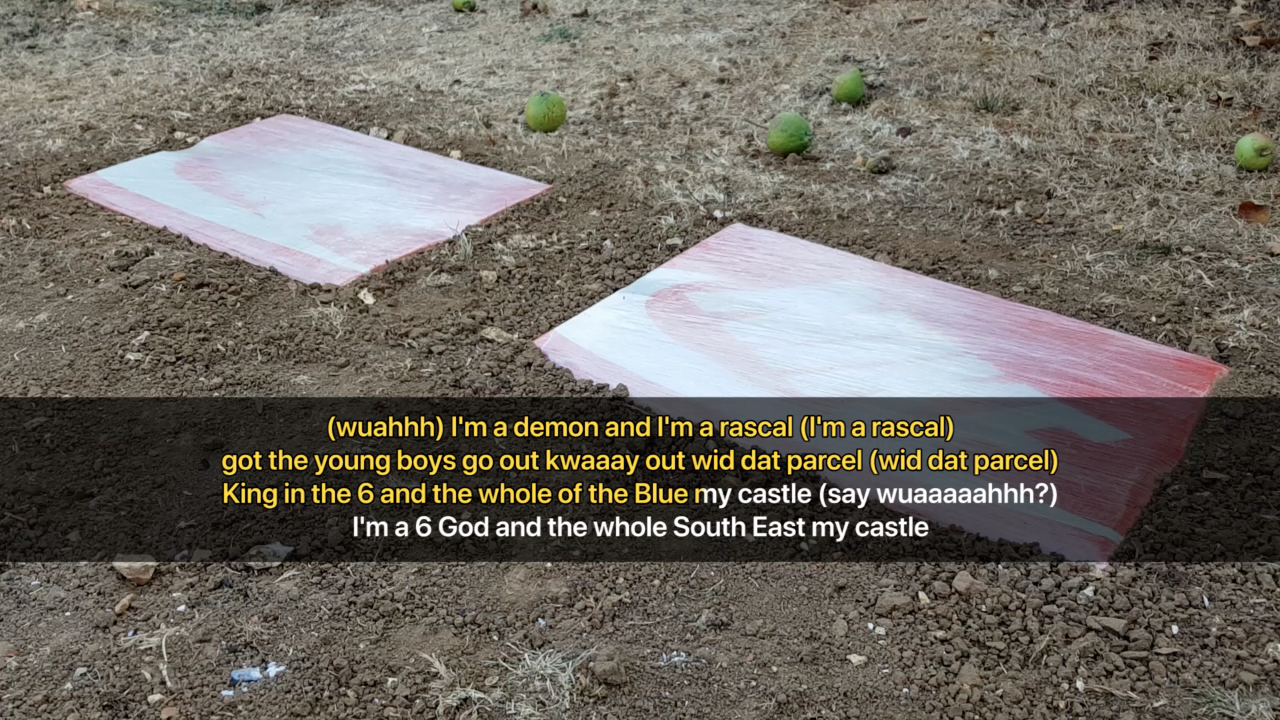 (wuahhh) I'm a demon and I'm a rascal (I'm a rascal)
got the young boys go out kwaaay out wid dat parcel (wid dat parcel)
King in the 6 and the whole of the Blue my castle (say wuaaaaahhh?)
I'm a 6 God and the whole South East my castle